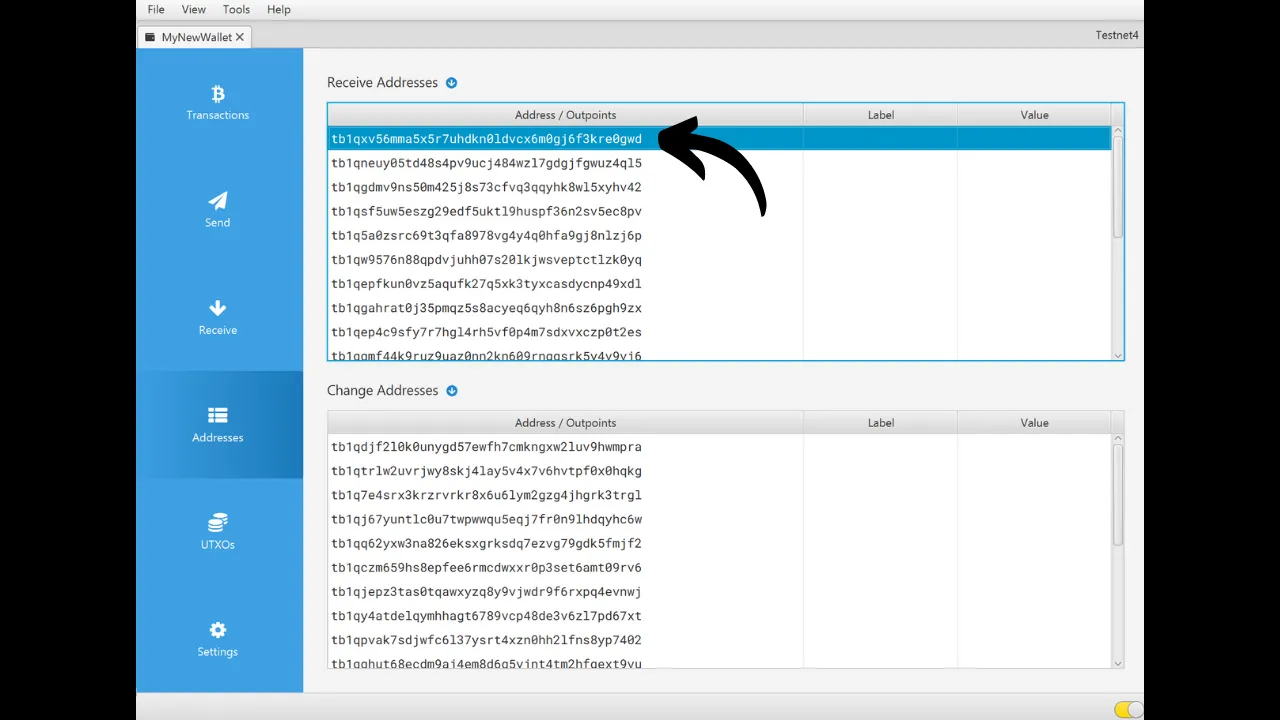 File View Tools Help
MyNewWallet
Testnet4
Transactions
Send
Receive
Addresses
UTXOs
Settings
Receive Addresses
Address / Outpoints Label Value
tb1qxv56mma5x5r7uhdkn0ldvcx6m0gj6f3kre0gwd
tb1qneuy05td48s4pv9ucj484wzl7gdgjfgwuz4ql5
tb1qgdmv9ns50m425j8s73cfvq3qqyhk8wl5xyhv42
tb1qsf5uw5eszg29edf5uktl9huspf36n2sv5ec8pv
tb1q5a0zsrc69t3qfa8978vg4y4q0hfa9gj8nlzj6p
tb1qw9576n88qpdvjuhh07s20lkjwsveptctlzk0yq
tb1qepfkun0vz5aqufk27q5xk3tyxcasdycnp49xdl
tb1qgahrat0j35pmqz5s8acyeq6qyh8n6sz6pgh9zx
tb1qep4c9sfy7r7hgl4rh5vf0p4m7sdxvxczp0t2es
Change Addresses
Address / Outpoints Label Value
tb1qdjf2l0k0unygd57ewfh7cmkngxw2luv9hwmpra
tb1qtrlw2uvrjwy8skj4lay5v4x7v6hvtpf0x0hqkg
tb1q7e4srx3krzrvrkr8x6u6lym2gzg4jhgrk3trgl
tb1qj67yuntlc0u7twpwwqu5eqj7fr0n9lhdqyhc6w
tb1qq62yxw3na826eksxgrksdq7ezvg79gdk5fmjf2
tb1qczm659hs8epfee6rmcdwxxr0p3set6amt09rv6
tb1qjepz3tas0tqawxyzq8y9vjwdr9f6rxpq4evnwj
tb1qy4atdelqymhhagt6789vcp48de3v6zl7pd67xt
tb1qpvak7sdjwfc6l37ysrt4xzn0hh2lfns8yp7402